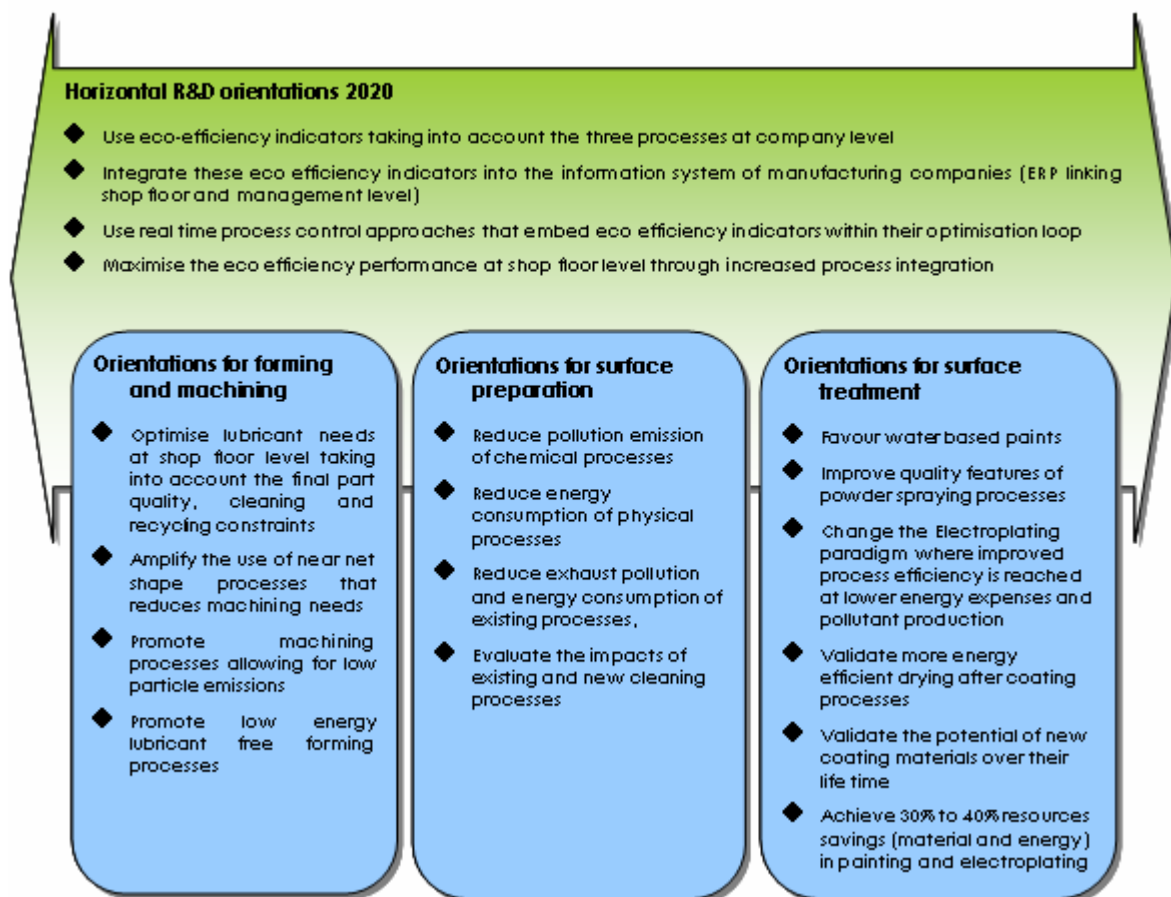 Horizontal R&D orientations 2020
◆ Use eco-efficiency indicators taking into account the three processes at company level
◆ Integrate these eco efficiency indicators into the information system of manufacturing companies (ERP linking
shop floor and management level)
◆ Use real time process control approaches that embed eco efficiency indicators within their optimisation loop
◆ Maximise the eco efficiency performance at shop floor level through increased process integration
Orientations for forming
and machining
◆ Optimise lubricant needs
at shop floor level taking
into account the final part
quality, cleaning and
recycling constraints
◆ Amplify the use of near net
shape processes that
reduces machining needs
◆ Promote machining
processes allowing for low
particle emissions
◆ Promote low energy
lubricant free forming
processes
Orientations for surface
preparation
◆ Reduce pollution emission
of chemical processes
◆ Reduce energy
consumption of physical
processes
◆ Reduce exhaust pollution
and energy consumption of
existing processes,
◆ Evaluate the impacts of
existing and new cleaning
processes
Orientations for surface
treatment
◆ Favour water based paints
◆ Improve quality features of
powder spraying processes
◆ Change the Electroplating
paradigm where improved
process efficiency is reached
at lower energy expenses and
pollutant production
◆ Validate more energy
efficient drying after coating
processes
◆ Validate the potential of new
coating materials over their
life time
◆ Achieve 30% to 40% resources
savings (material and energy)
in painting and electroplating